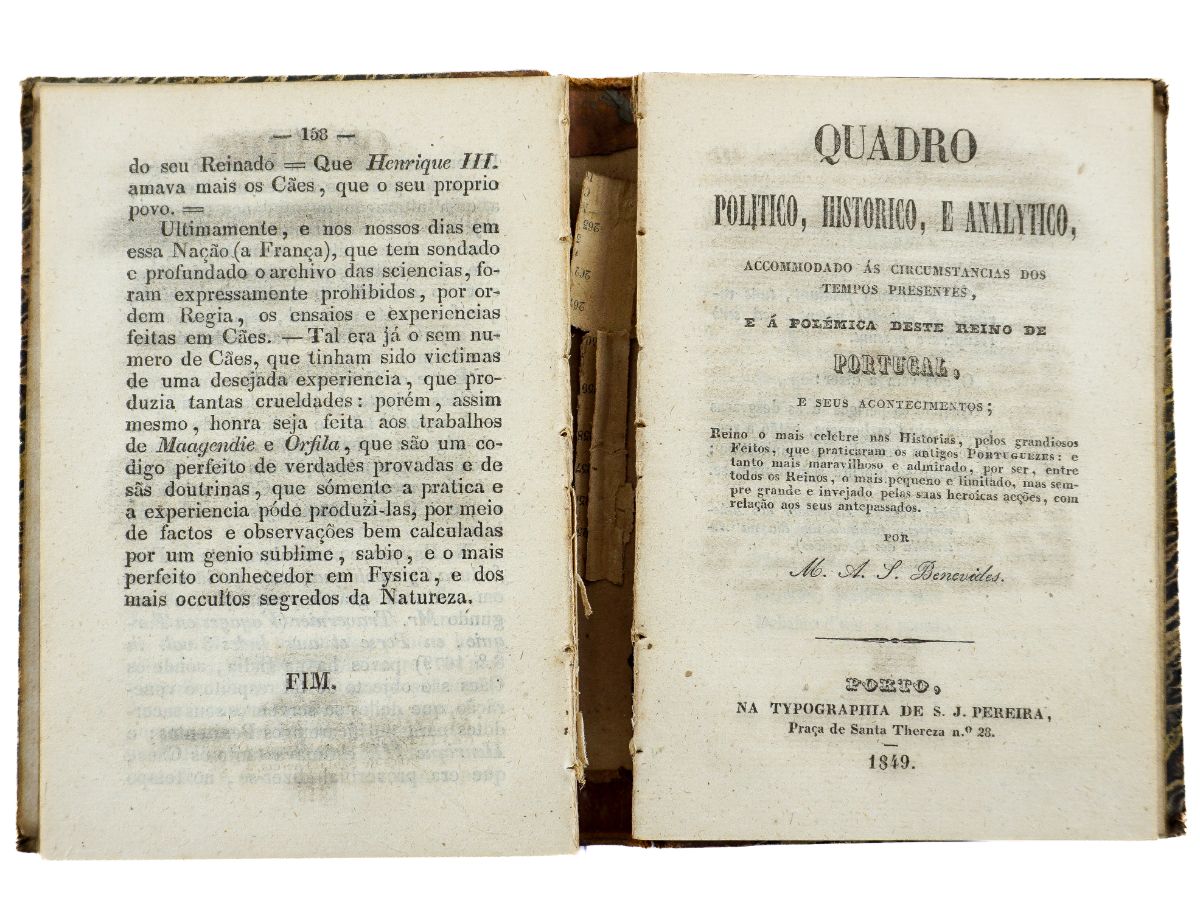 — 158 —
do seu Reinado = Que Henrique III.
amava mais os Cães, que o seu proprio
povo. =
Ultimamente, e nos nossos dias em
essa Nação (a França), que tem sondado
e profundado o archivo das sciencias, fo-
ram expressamente prohibidos, por or-
dem Regia, os ensaios e experiencias
feitas em Cães. — Tal era já o sem nu-
mero de Cães, que tinham sido victimas
de uma desejada experiencia, que pro-
duzia tantas crueldades: porém, assim
mesmo, honra seja feita aos trabalhos
de Maagendie e Orfila, que são um co-
digo perfeito de verdades provadas e de
sãs doutrinas, que sómente a pratica e
a experiencia póde produzi-las, por meio
de factos e observações bem calculadas
por um genio sublime, sabio, e o mais
perfeito conhecedor em Fysica, e dos
mais occultos segredos da Natureza.
FIM.
QUADRO
POLITICO, HISTORICO, E ANALYTICO,
ACCOMMODADO ÁS CIRCUMSTANCIAS DOS
TEMPOS PRESENTES,
E Á POLÉMICA DESTE REINO DE
PORTUGAL,
E SEUS ACONTECIMENTOS;
Reino o mais celebre nas Historias, pelos grandiosos
Feitos, que praticaram os antigos PORTUGUEZES: e
tanto mais maravilhoso e admirado, por ser, entre
todos os Reinos, o mais pequeno e limitado, mas sem-
pre grande e invejado pelas suas heroicas acções, com
relação aos seus antepassados.
POR
M. A. S. Benevides.
PORTO,
NA TYPOGRAPHIA DE S. J. PEREIRA,
Praça de Santa Thereza n.º 28.
—
1849.